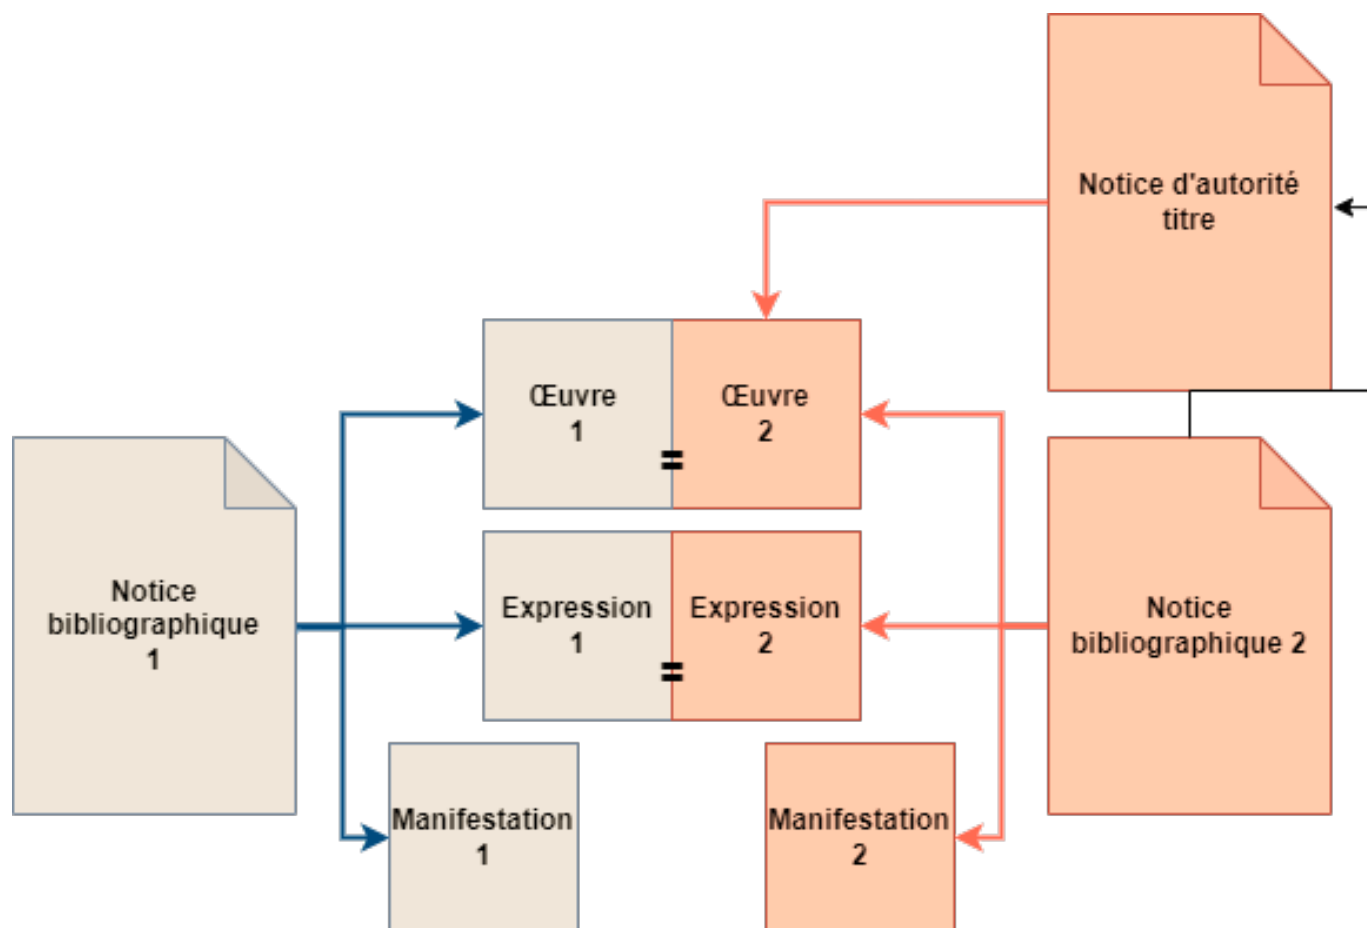 Notice d'autorité
titre
Œuvre
1
Œuvre
2
=
Notice
bibliographique
1
Expression
1
Expression
2
=
Notice
bibliographique 2
Manifestation
1
Manifestation
2